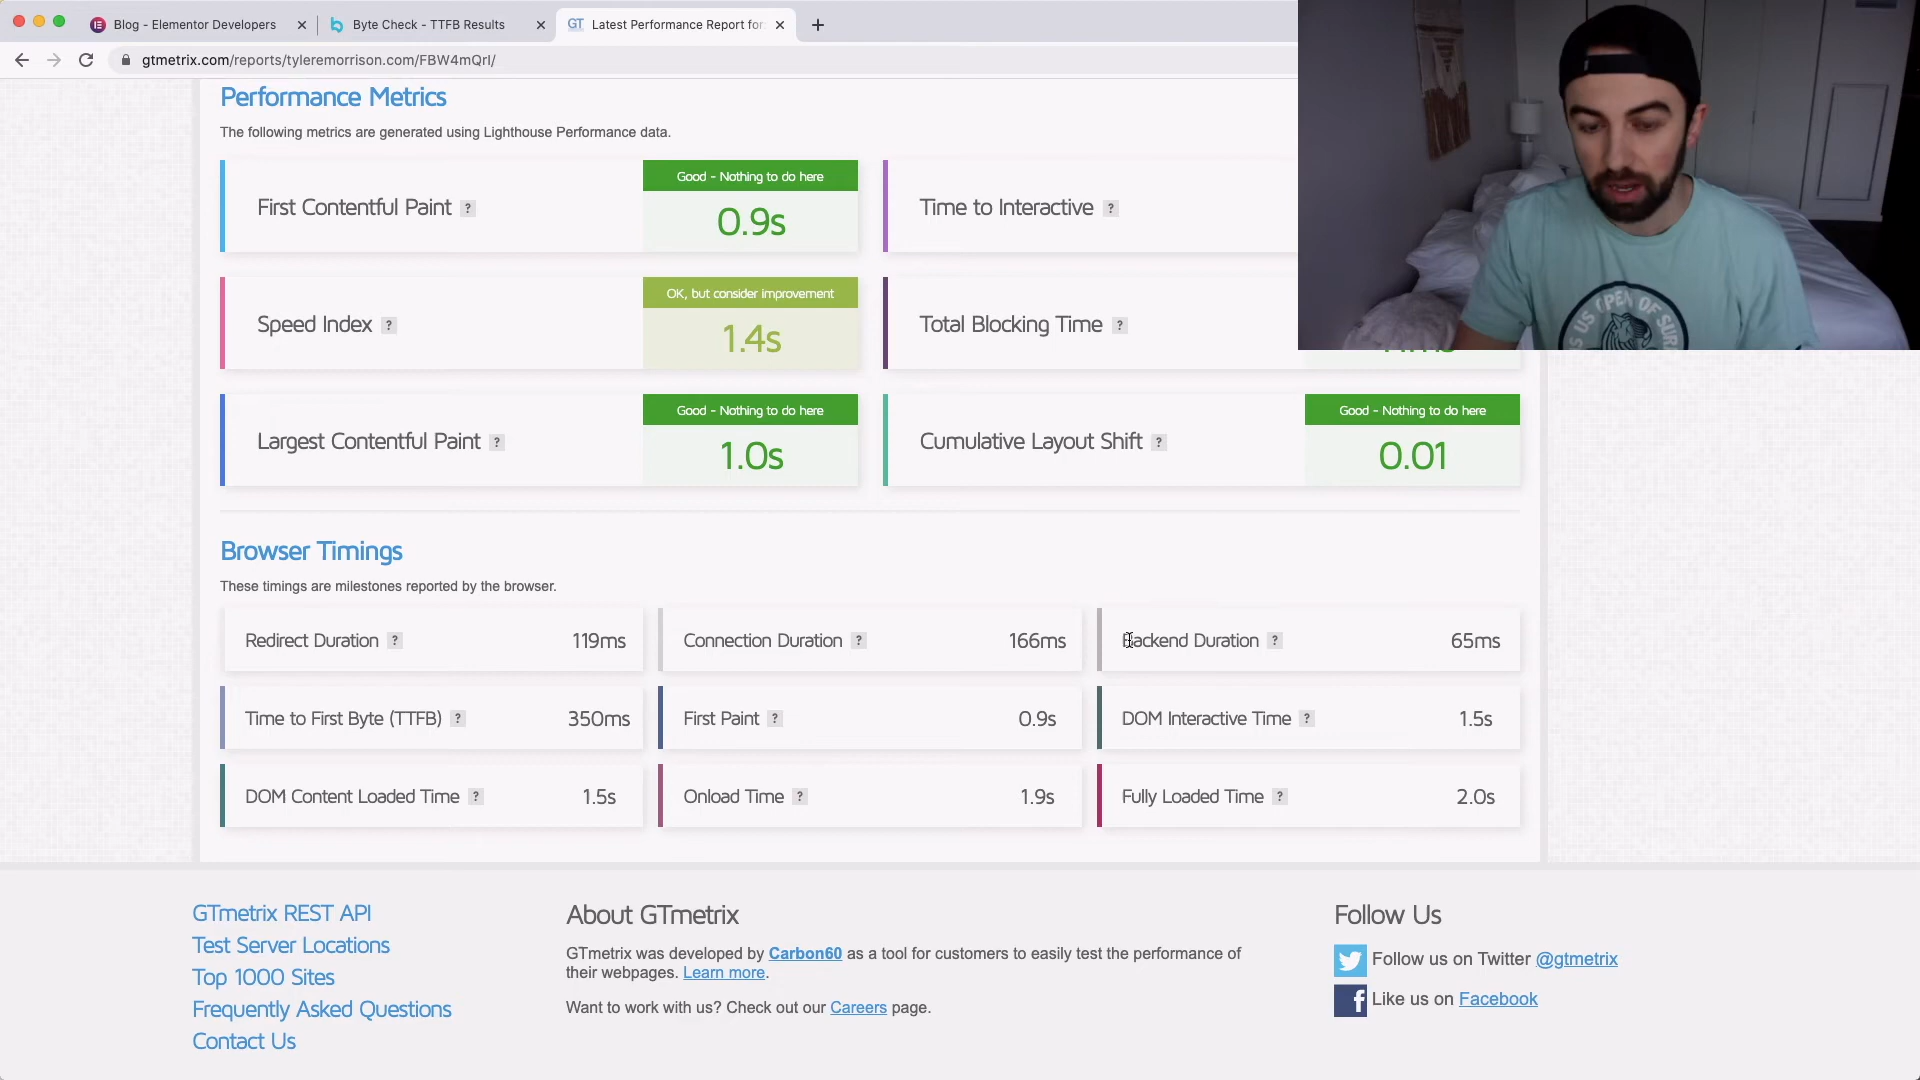 Blog - Elementor Developers
Byte Check - TTFB Results
GT Latest Performance Report for
gtmetrix.com/reports/tyleremorrison.com/FBW4mQrI/
Performance Metrics
The following metrics are generated using Lighthouse Performance data.
First Contentful Paint ?
Good - Nothing to do here
0.9s
Time to Interactive ?
Speed Index ?
OK, but consider improvement
1.4s
Total Blocking Time ?
Largest Contentful Paint ?
Good - Nothing to do here
1.0s
Cumulative Layout Shift ?
Good - Nothing to do here
0.01
Browser Timings
These timings are milestones reported by the browser.
Redirect Duration ? 119ms
Connection Duration ? 166ms
Backend Duration ? 65ms
Time to First Byte (TTFB) ? 350ms
First Paint ? 0.9s
DOM Interactive Time ? 1.5s
DOM Content Loaded Time ? 1.5s
Onload Time ? 1.9s
Fully Loaded Time ? 2.0s
GTmetrix REST API
Test Server Locations
Top 1000 Sites
Frequently Asked Questions
Contact Us
About GTmetrix
GTmetrix was developed by Carbon60 as a tool for customers to easily test the performance of
their webpages. Learn more.
Want to work with us? Check out our Careers page.
Follow Us
Follow us on Twitter @gtmetrix
Like us on Facebook